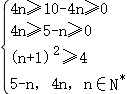 4n⩾10-4n⩾0
4n⩾5-n⩾0
(n+1)²⩾4
5-n, 4n, n∈N*